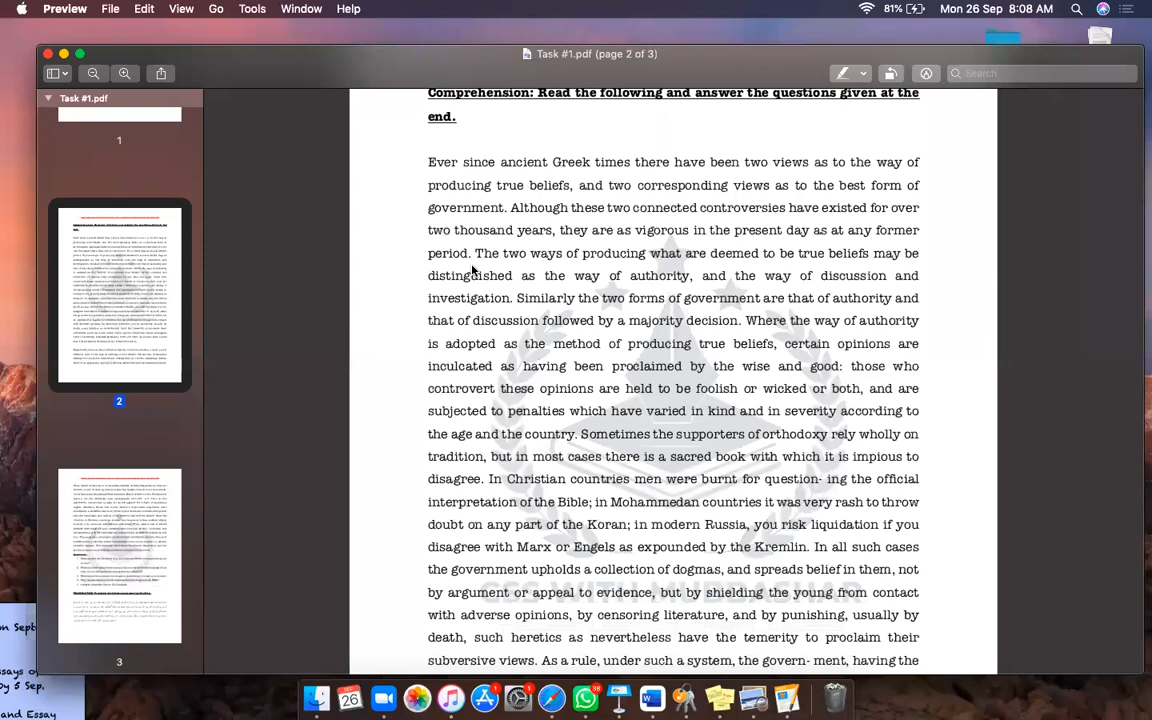 Preview File Edit View Go Tools Window Help 81% Mon 26 Sep 8:08 AM
Task #1.pdf (page 2 of 3)
Search
Task #1.pdf
1
2
3
Comprehension: Read the following and answer the questions given at the
end.
Ever since ancient Greek times there have been two views as to the way of
producing true beliefs, and two corresponding views as to the best form of
government. Although these two connected controversies have existed for over
two thousand years, they are as vigorous in the present day as at any former
period. The two ways of producing what are deemed to be true beliefs may be
distinguished as the way of authority, and the way of discussion and
investigation. Similarly the two forms of government are that of authority and
that of discussion followed by a majority decision. Where the way of authority
is adopted as the method of producing true beliefs, certain opinions are
inculcated as having been proclaimed by the wise and good: those who
controvert these opinions are held to be foolish or wicked or both, and are
subjected to penalties which have varied in kind and in severity according to
the age and the country. Sometimes the supporters of orthodoxy rely wholly on
tradition, but in most cases there is a sacred book with which it is impious to
disagree. In Christian countries men were burnt for question- ing the official
interpretation of the Bible; in Mohammedan countries it was very rash to throw
doubt on any part of the Koran; in modern Russia, you risk liquidation if you
disagree with Marx or Engels as expounded by the Kremlin. In all such cases
the government upholds a collection of dogmas, and spreads belief in them, not
by argument or appeal to evidence, but by shielding the young from contact
with adverse opinions, by censoring literature, and by punishing, usually by
death, such heretics as nevertheless have the temerity to proclaim their
subversive views. As a rule, under such a system, the govern- ment, having the
n Sept
ssays o
by 5 Sep.
and Essay
26
1
1
38